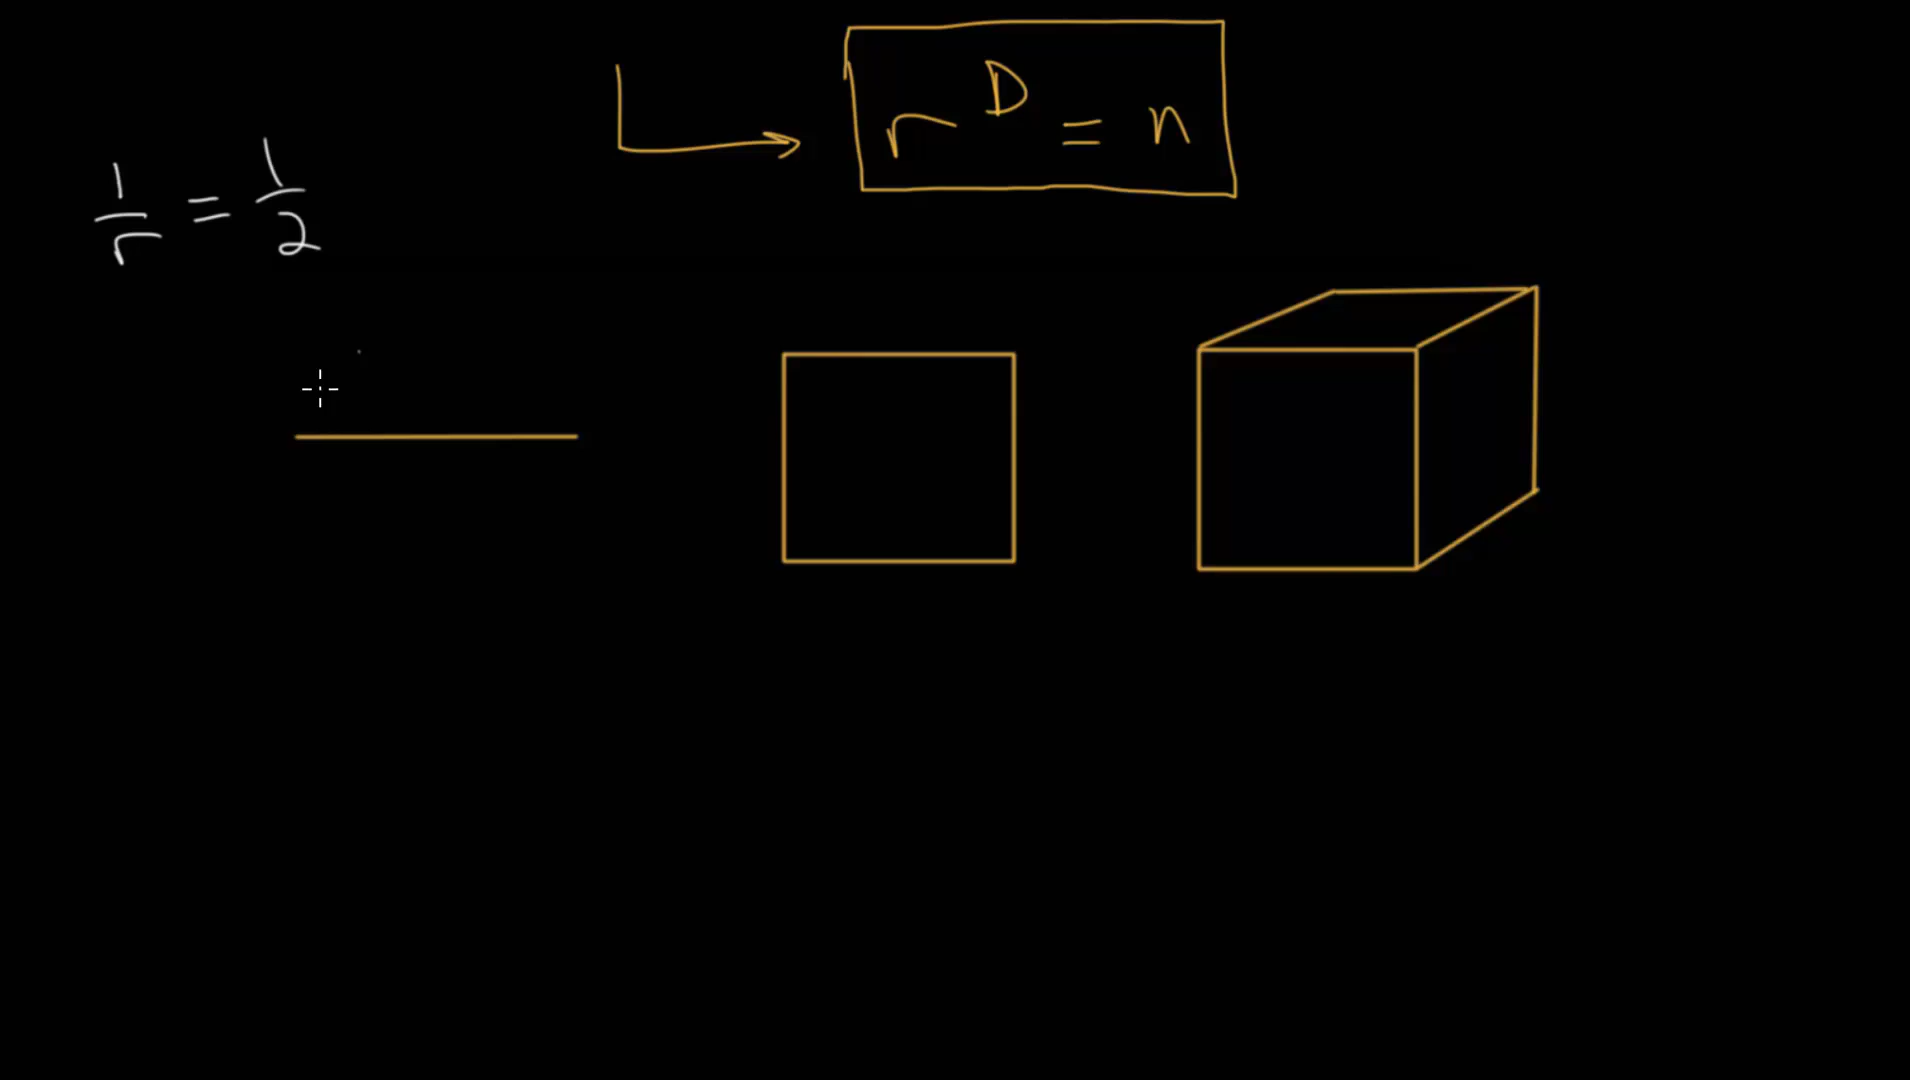 r^D = n
1/r = 1/2